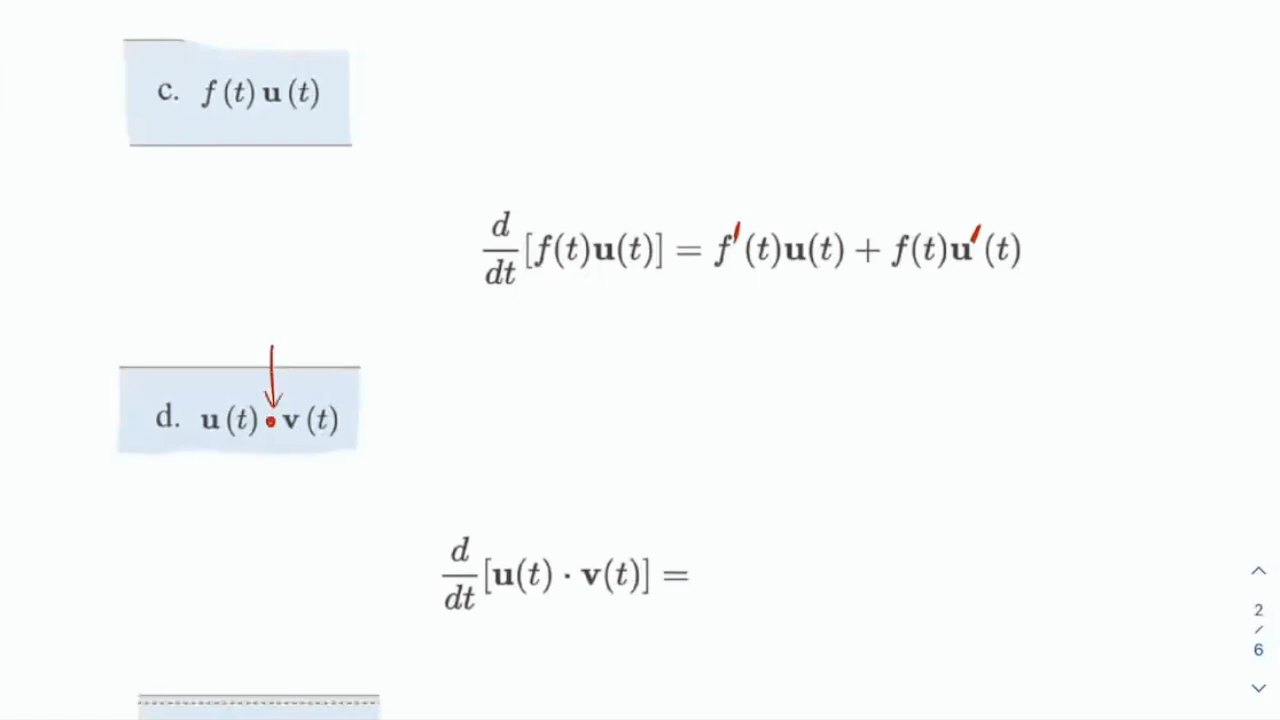 c. f(t) u(t)
d/dt [f(t)u(t)] = f′(t)u(t) + f(t)u′(t)
d. u(t) • v(t)
d/dt [u(t) · v(t)] =
2
/
6